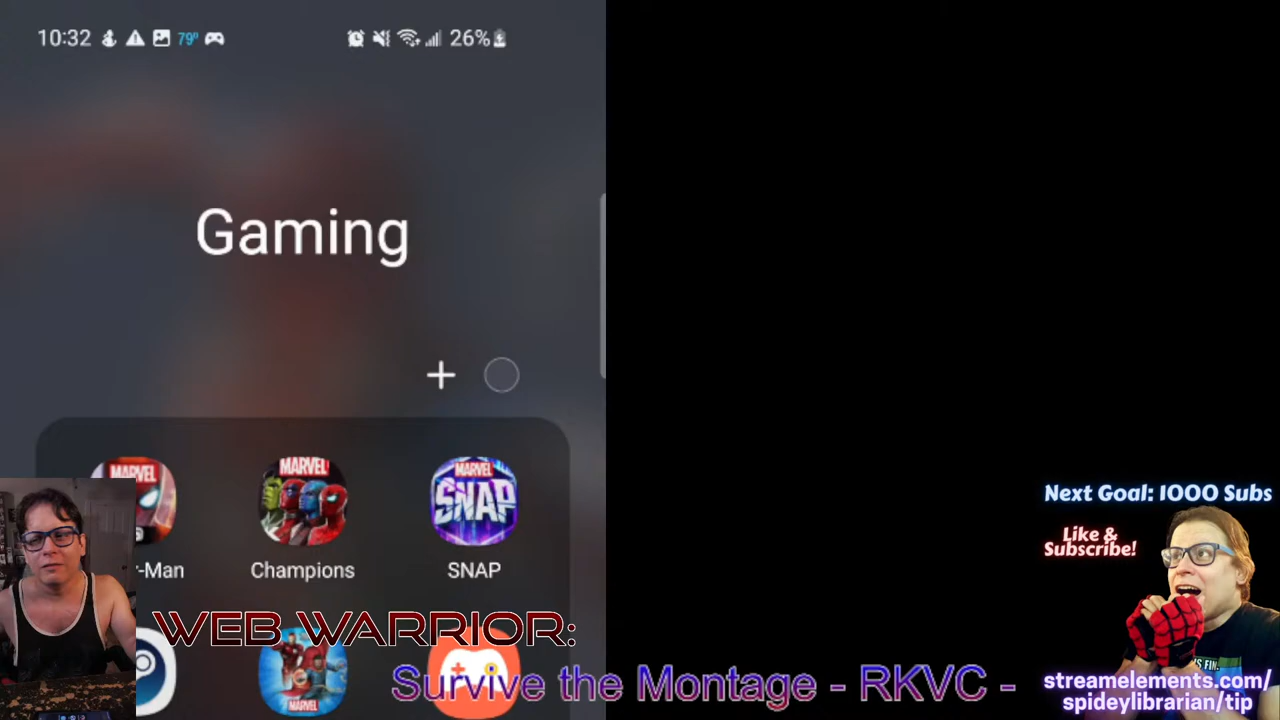 10:32 79° 26%
Gaming
MARVEL MARVEL MARVEL
SNAP
-Man Champions SNAP
WEB WARRIOR:
MARVEL
Survive the Montage - RKVC -
Next Goal: 1000 Subs
Like &
Subscribe!
streamelements.com/
spideylibrarian/tip